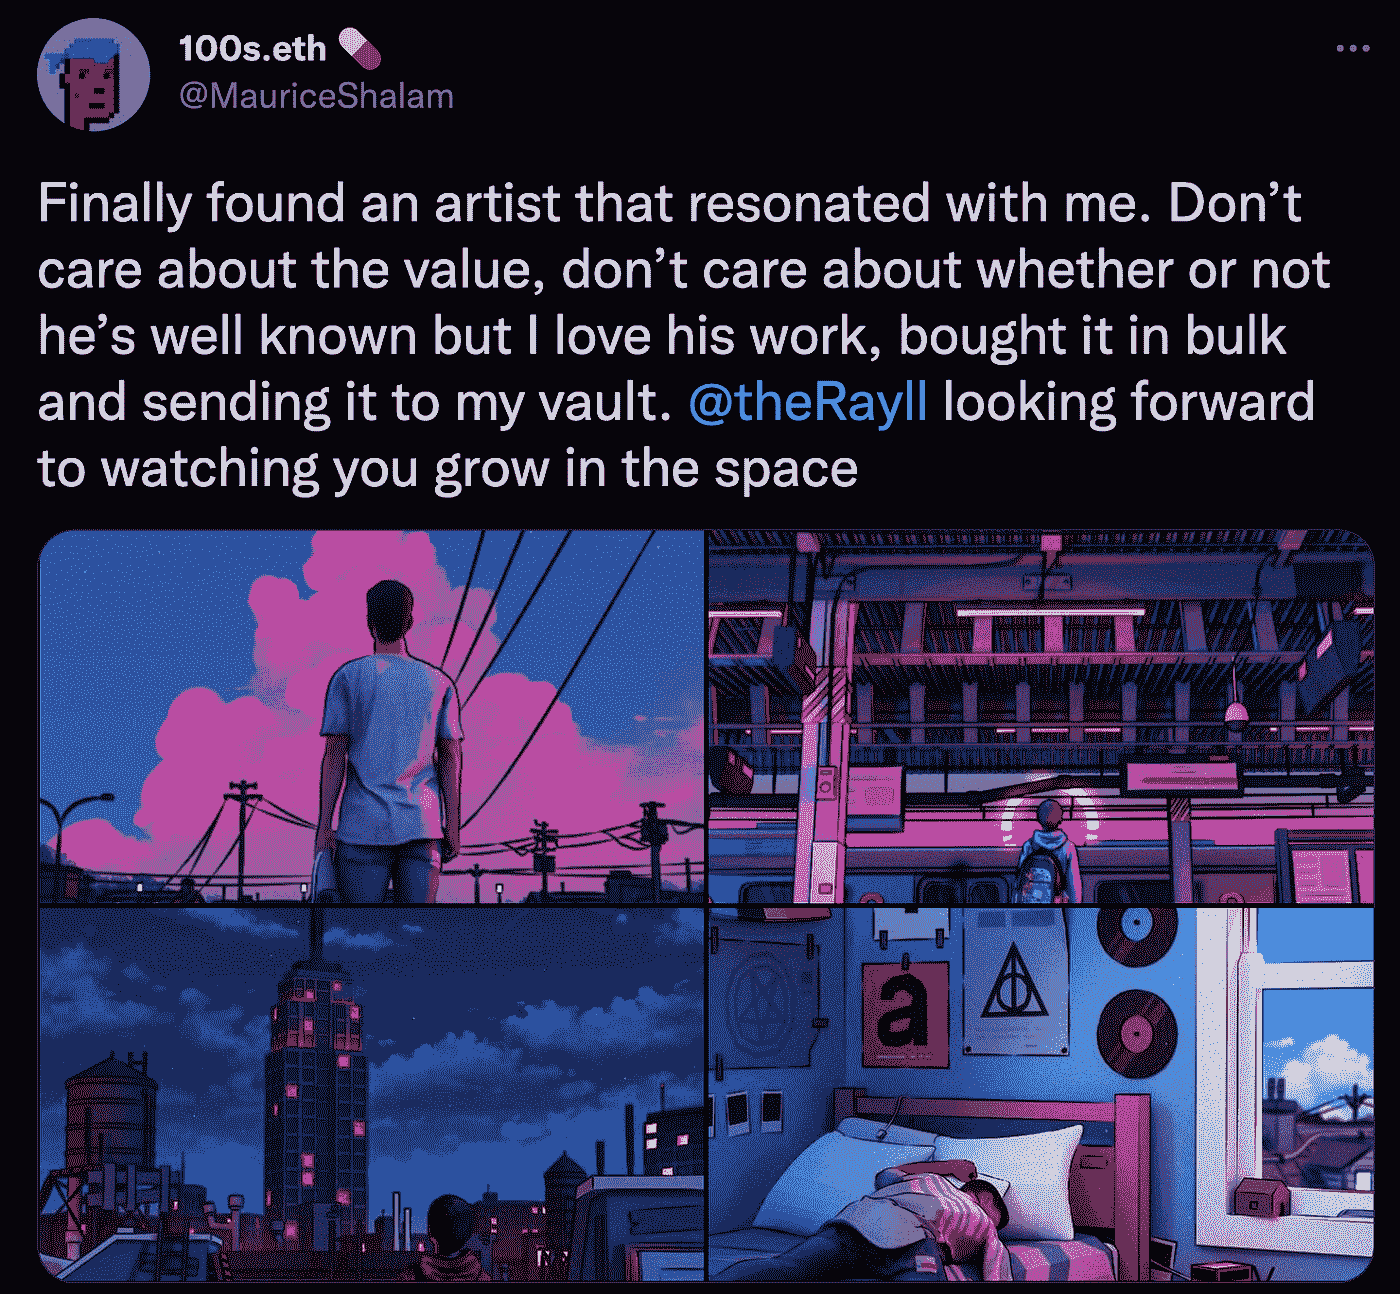 100s.eth
@MauriceShalam
Finally found an artist that resonated with me. Don’t
care about the value, don’t care about whether or not
he’s well known but I love his work, bought it in bulk
and sending it to my vault. @theRayll looking forward
to watching you grow in the space
a